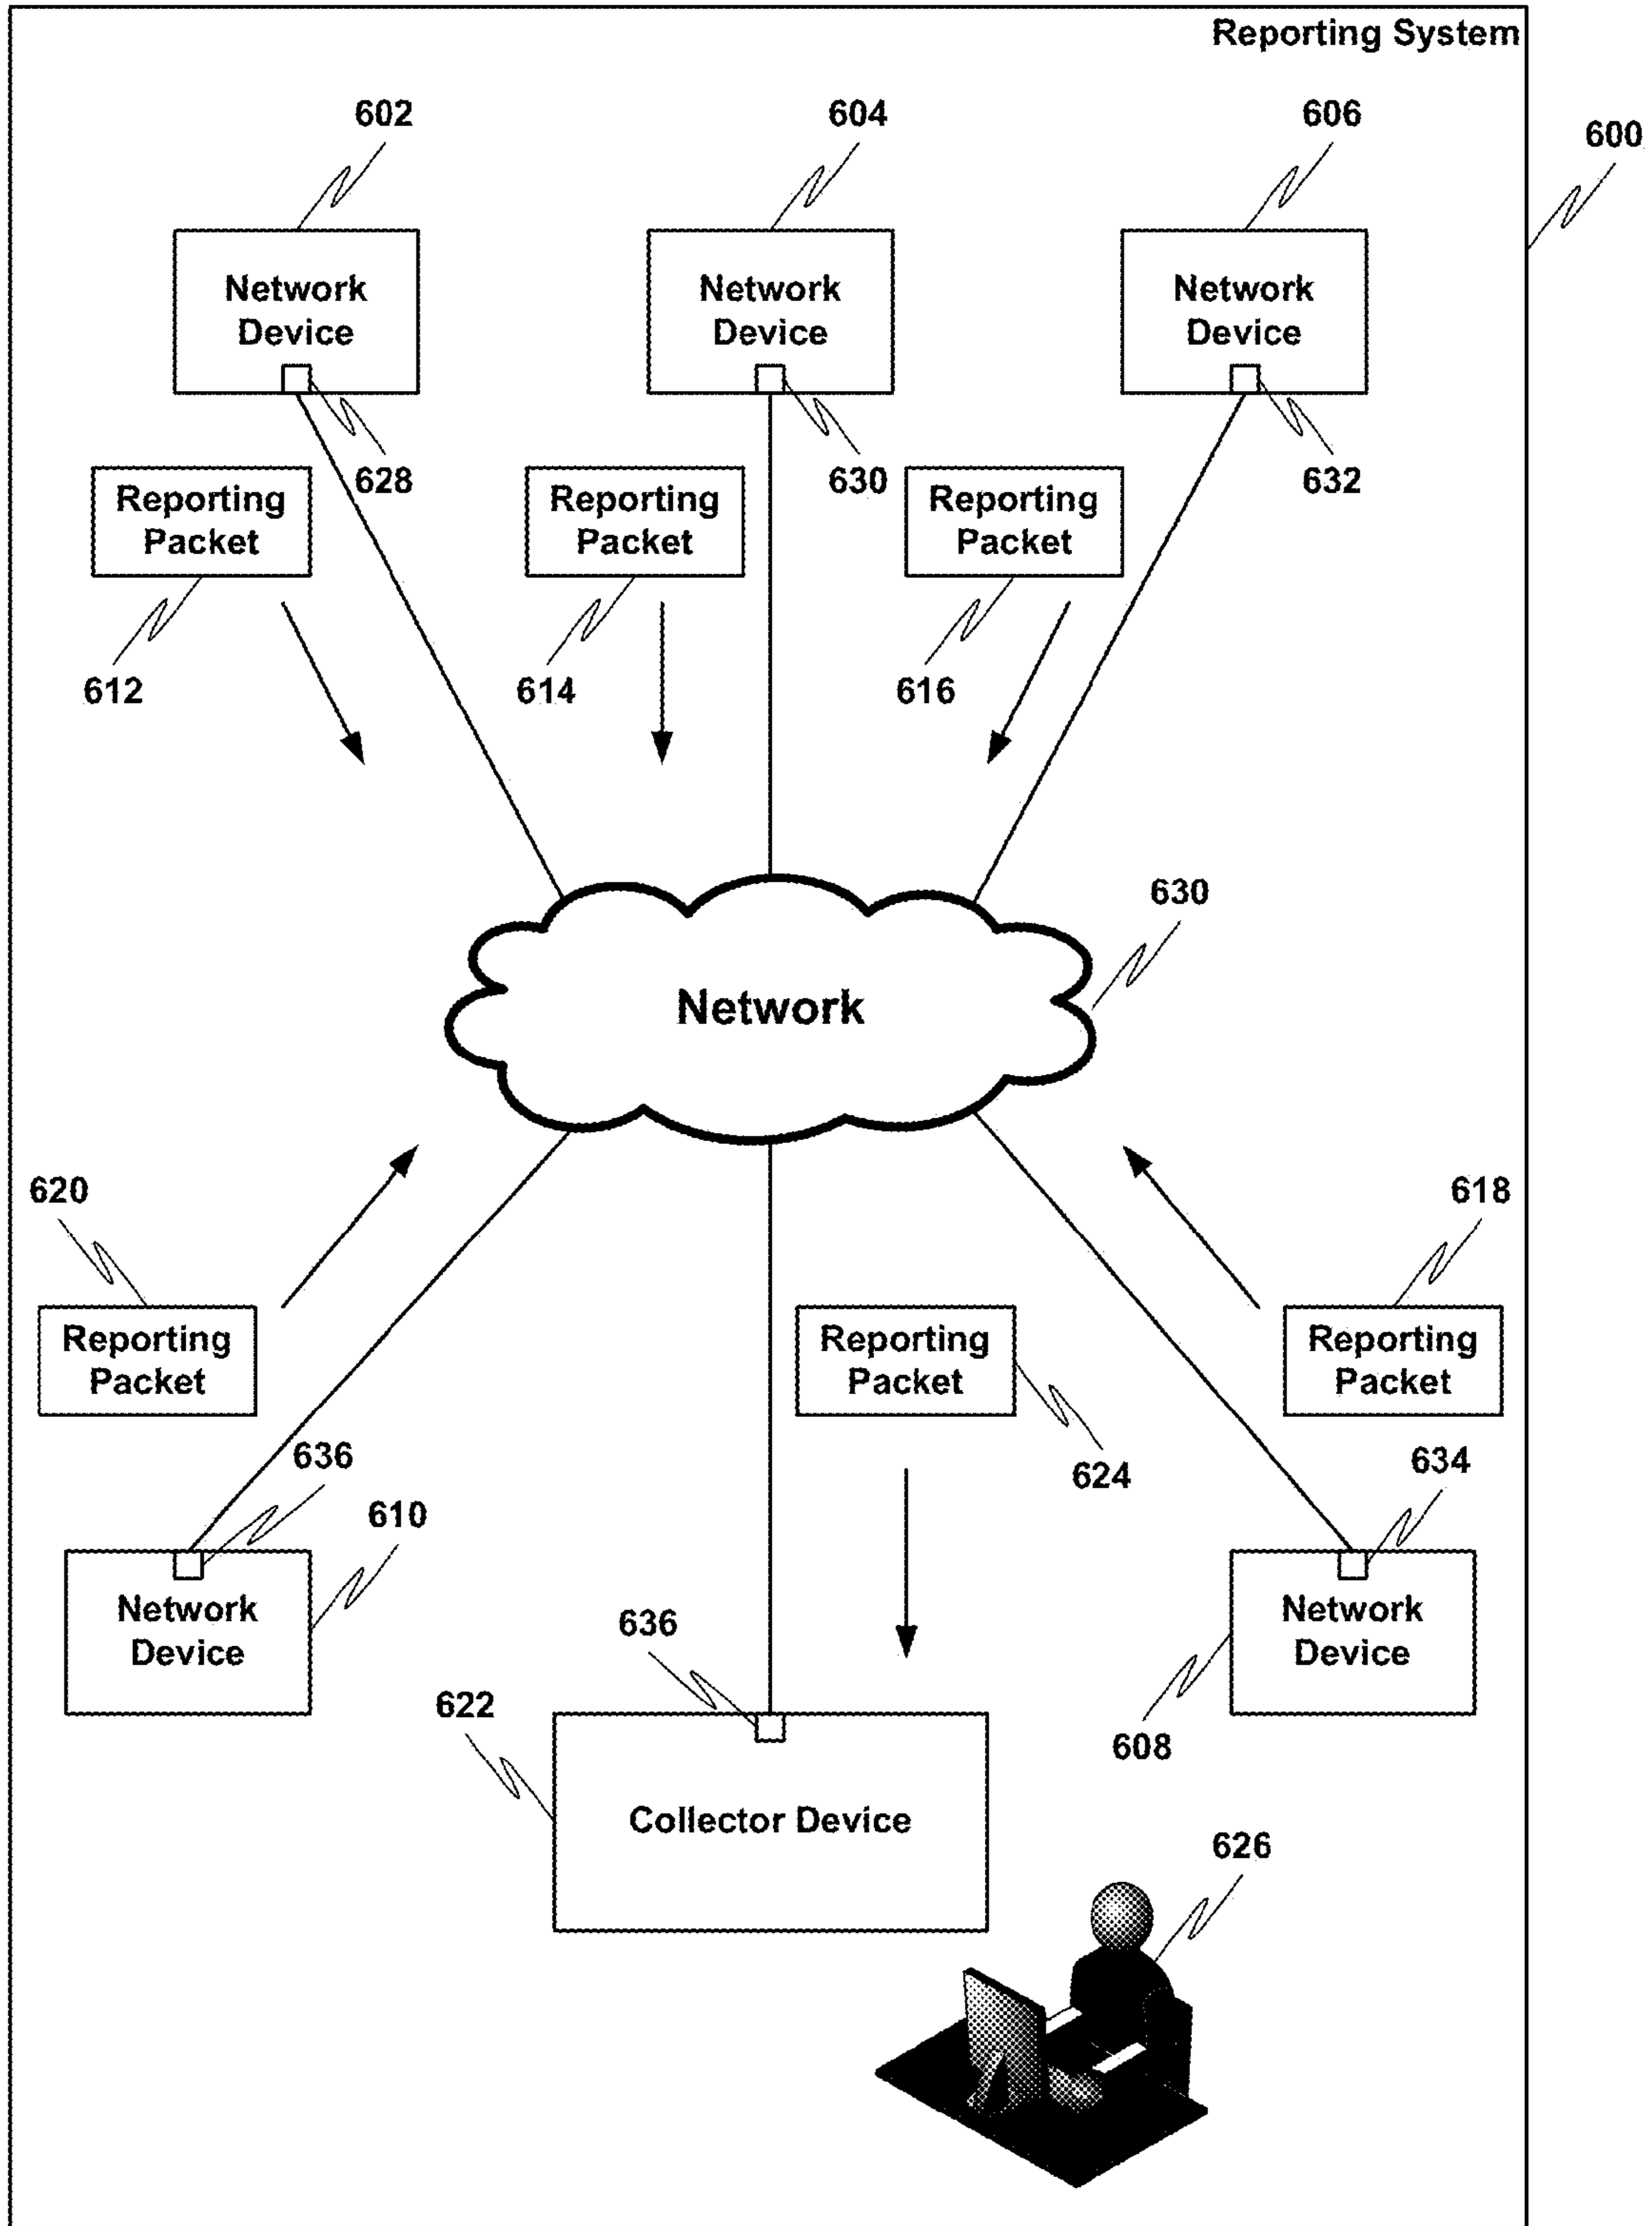 Reporting System
602
604
606
600
Network
Device
Network
Device
Network
Device
628
630
632
Reporting
Packet
Reporting
Packet
Reporting
Packet
612
614
616
630
Network
620
618
Reporting
Packet
Reporting
Packet
Reporting
Packet
636
624
634
610
Network
Device
Network
Device
636
622
608
Collector Device
626